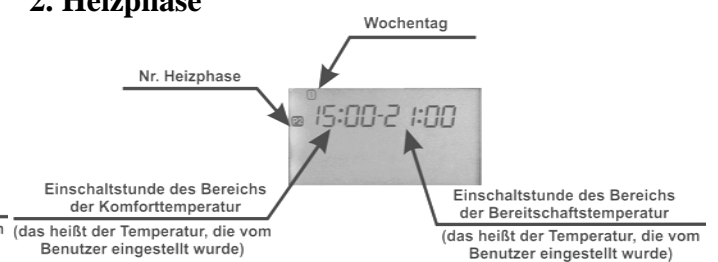 2. Heizphase
Wochentag
Nr. Heizphase
15:00-21:00
Einschaltstunde des Bereichs
der Komforttemperatur
(das heißt der Temperatur, die vom
Benutzer eingestellt wurde)
Einschaltstunde des Bereichs
der Bereitschaftstemperatur
(das heißt der Temperatur, die vom
Benutzer eingestellt wurde)